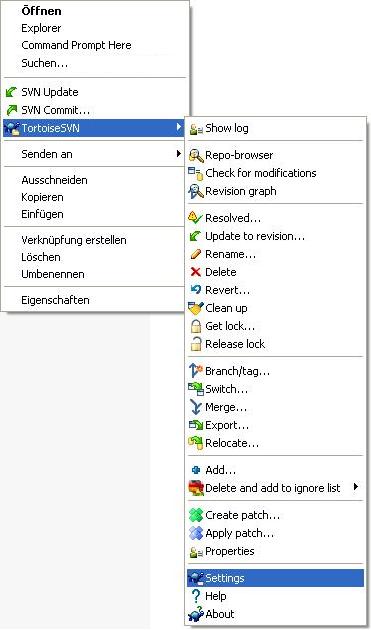 Öffnen
Explorer
Command Prompt Here
Suchen...
SVN Update
SVN Commit...
TortoiseSVN
Senden an
Ausschneiden
Kopieren
Einfügen
Verknüpfung erstellen
Löschen
Umbenennen
Eigenschaften
Show log
Repo-browser
Check for modifications
Revision graph
Resolved...
Update to revision...
Rename...
Delete
Revert...
Clean up
Get lock...
Release lock
Branch/tag...
Switch...
Merge...
Export...
Relocate...
Add...
Delete and add to ignore list
Create patch...
Apply patch...
Properties
Settings
Help
About